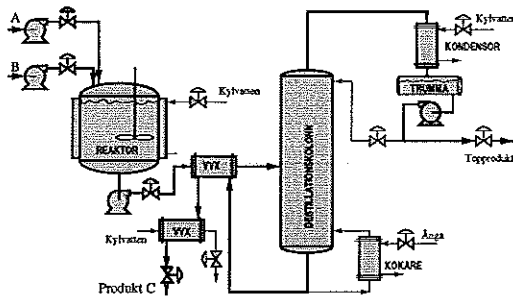 A
B
Kylvatten
REAKTOR
VVX
VVX
Kylvatten
Produkt C
DESTILLATIONSKOLONN
Kylvatten
KONDENSOR
TRUMMA
Topprodukt
Ånga
KOKARE